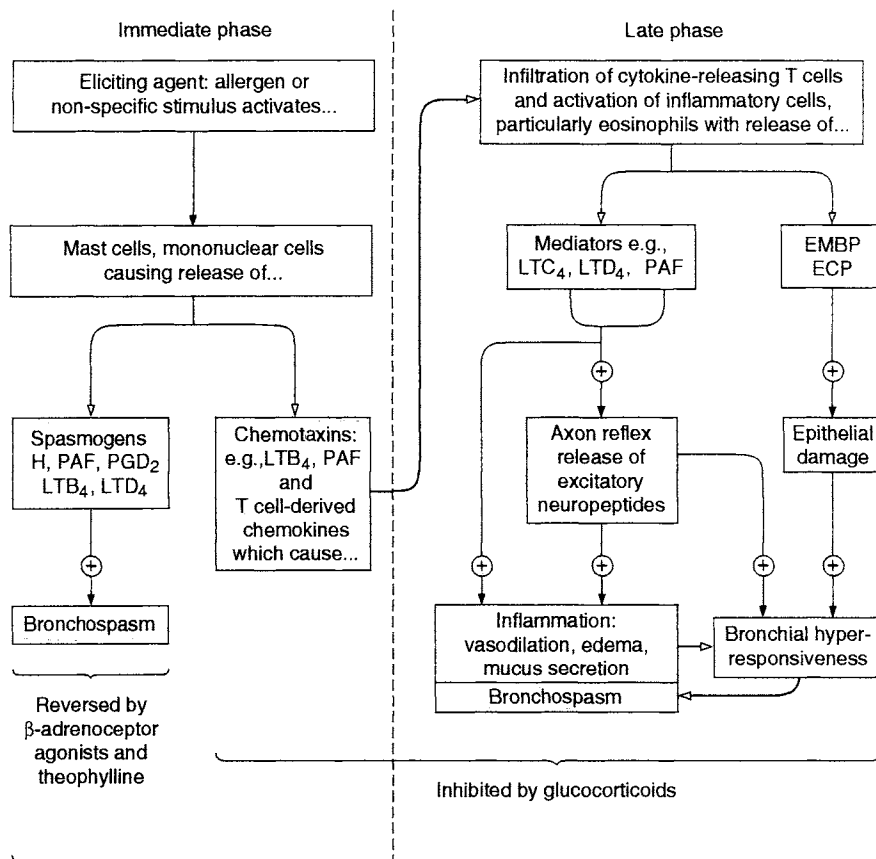 Immediate phase
Late phase
Eliciting agent: allergen or
non-specific stimulus activates...
Mast cells, mononuclear cells
causing release of...
Spasmogens
H, PAF, PGD₂
LTB₄, LTD₄
Chemotaxins:
e.g.,LTB₄, PAF
and
T cell-derived
chemokines
which cause...
+
Bronchospasm
Reversed by
β-adrenoceptor
agonists and
theophylline
Infiltration of cytokine-releasing T cells
and activation of inflammatory cells,
particularly eosinophils with release of...
Mediators e.g.,
LTC₄, LTD₄, PAF
EMBP
ECP
+
+
Axon reflex
release of
excitatory
neuropeptides
Epithelial
damage
+
+
+
+
Inflammation:
vasodilation, edema,
mucus secretion
Bronchospasm
Bronchial hyper-
responsiveness
Inhibited by glucocorticoids